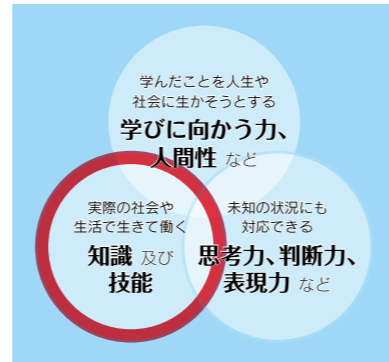 学んだことを人生や
社会に生かそうとする
学びに向かう力、
人間性 など
実際の社会や
生活で生きて働く
知識 及び
技能
未知の状況にも
対応できる
思考力、判断力、
表現力 など